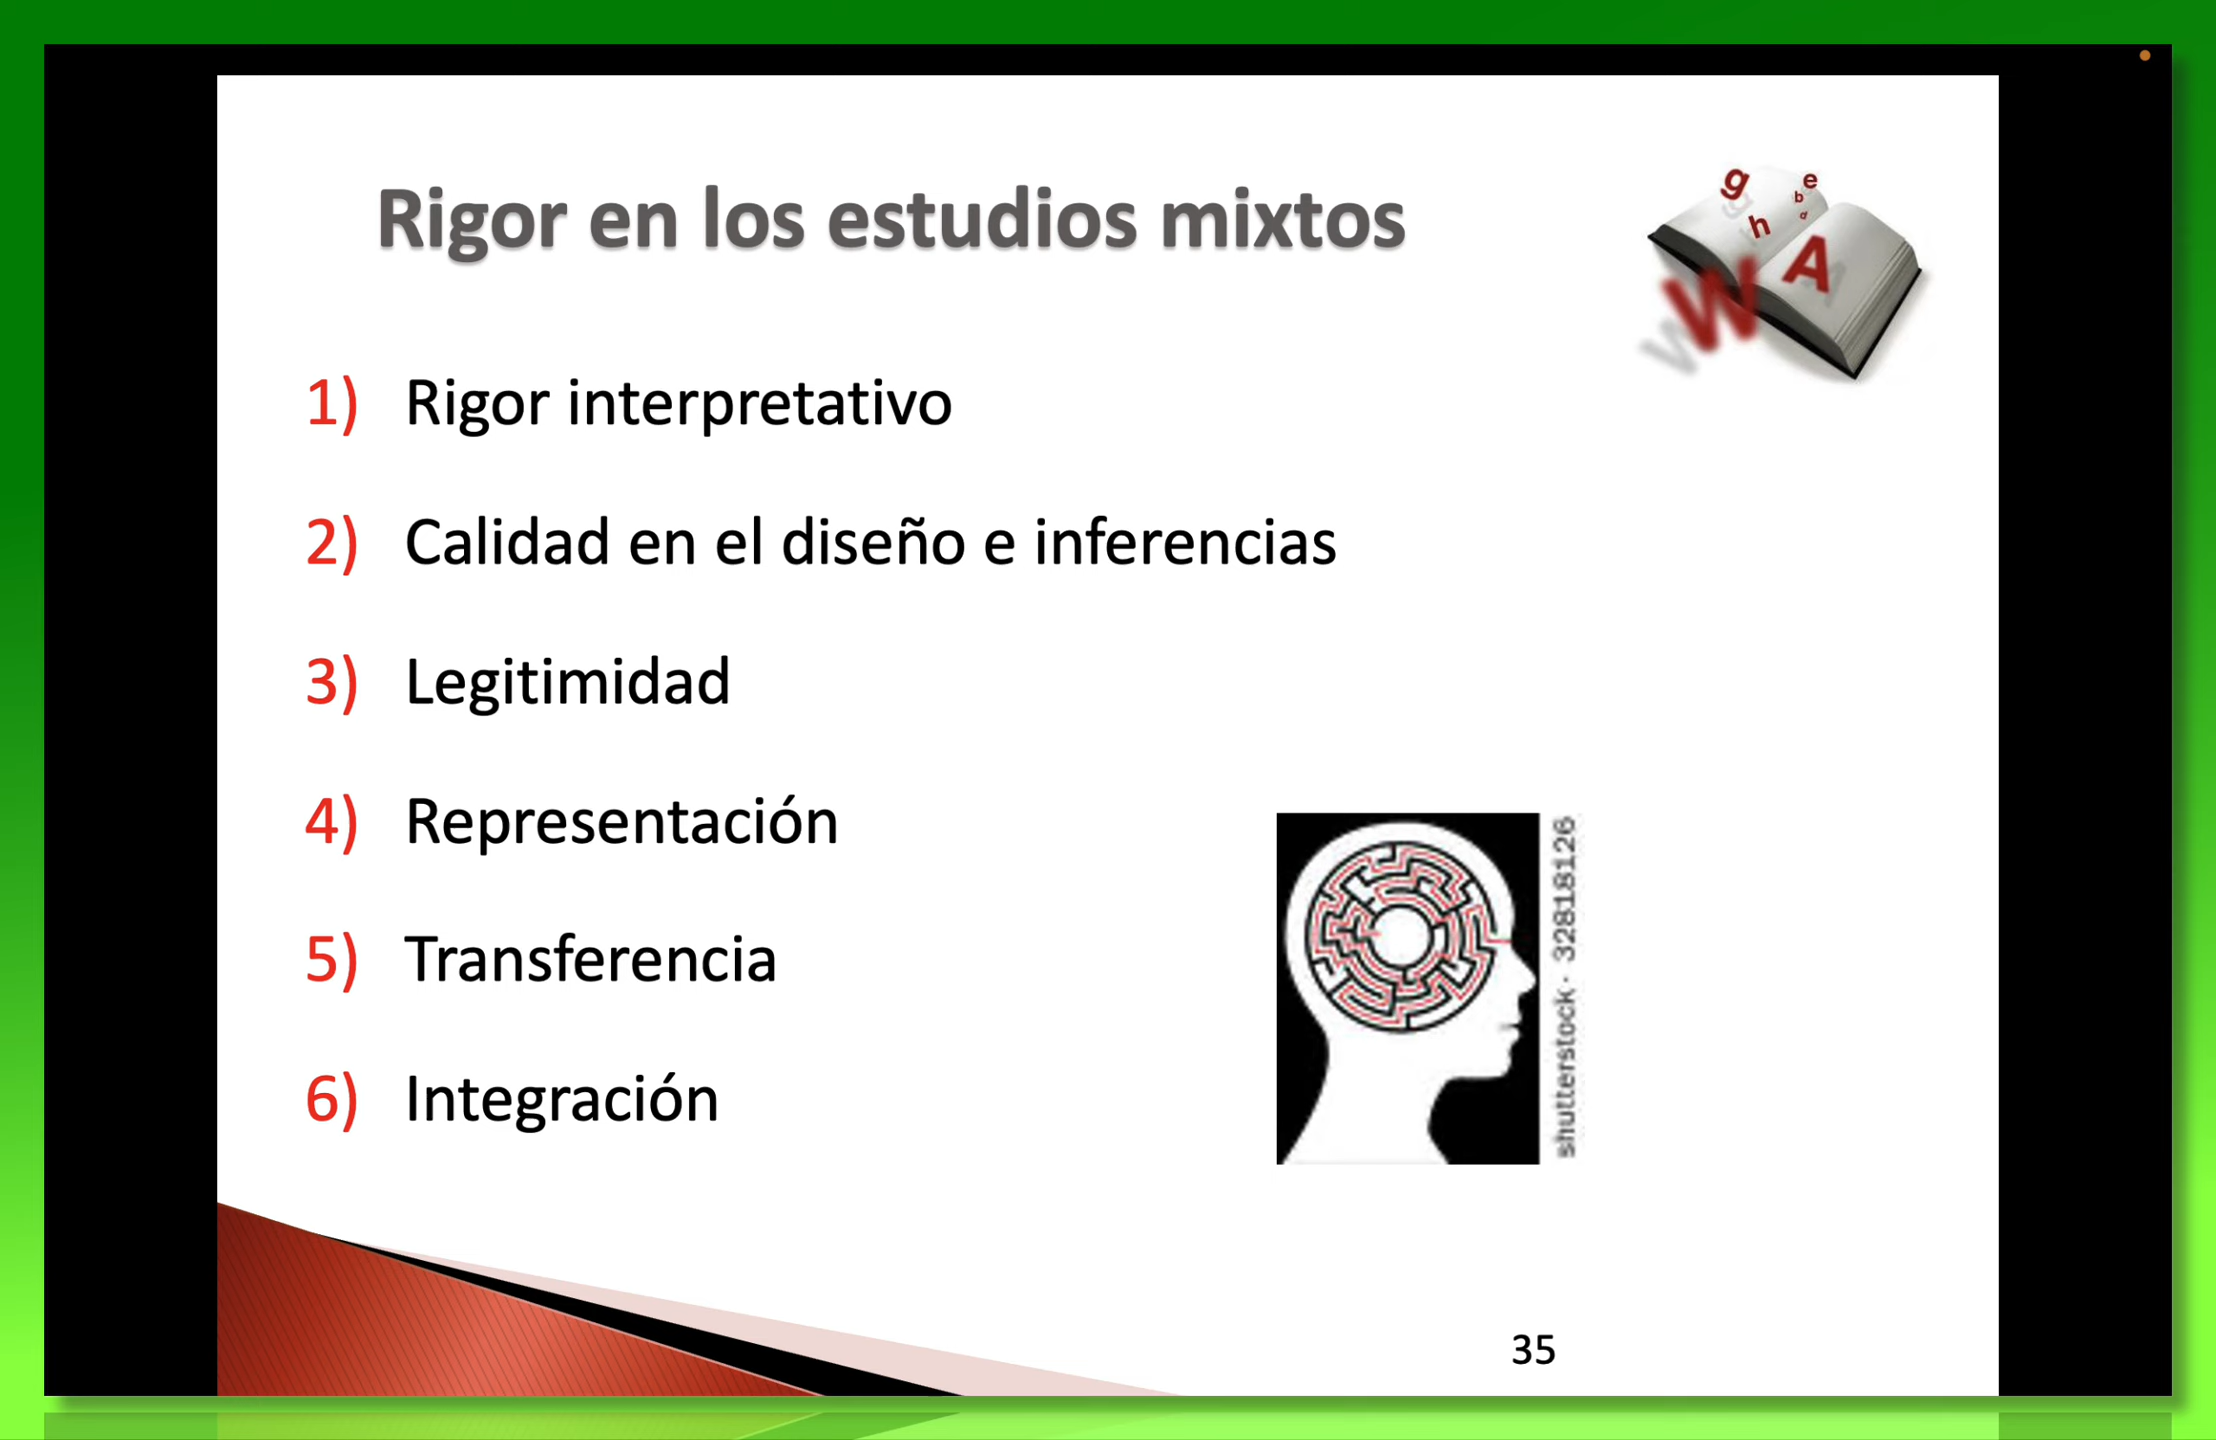 Rigor en los estudios mixtos
g
e
b
d
h
A
W
1) Rigor interpretativo
2) Calidad en el diseño e inferencias
3) Legitimidad
4) Representación
5) Transferencia
6) Integración
shutterstock · 32818126
35